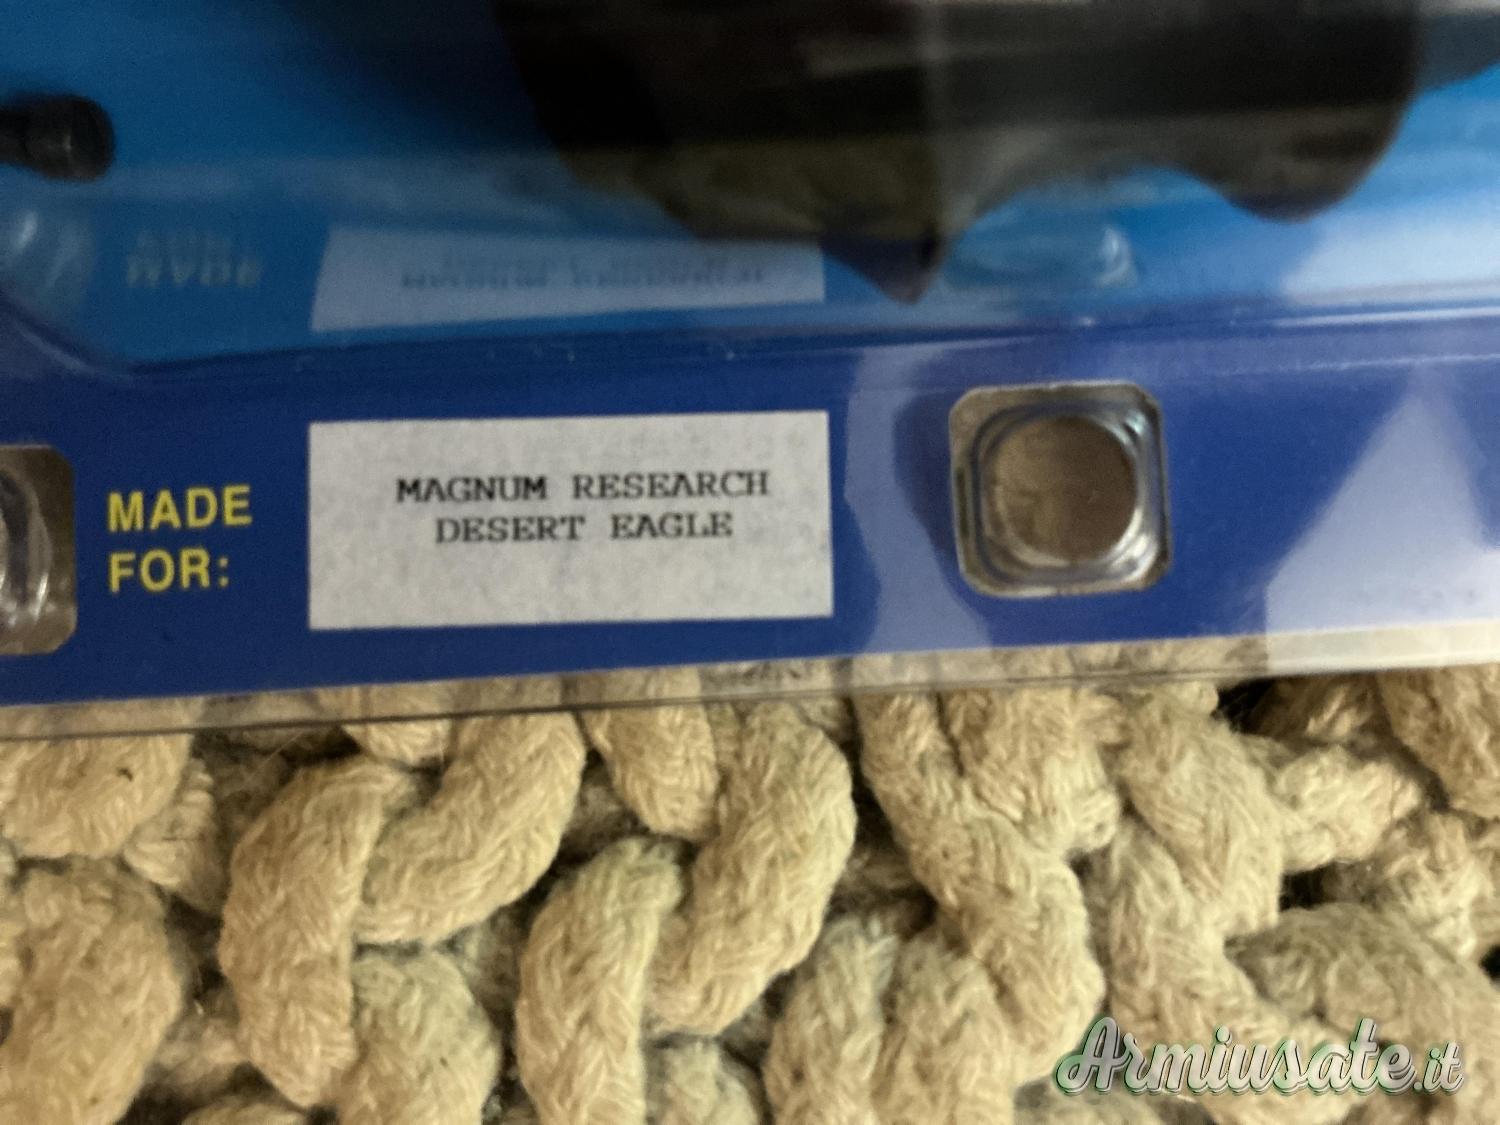 MADE
FOR:
MAGNUM RESEARCH
DESERT EAGLE
Armiusate.it